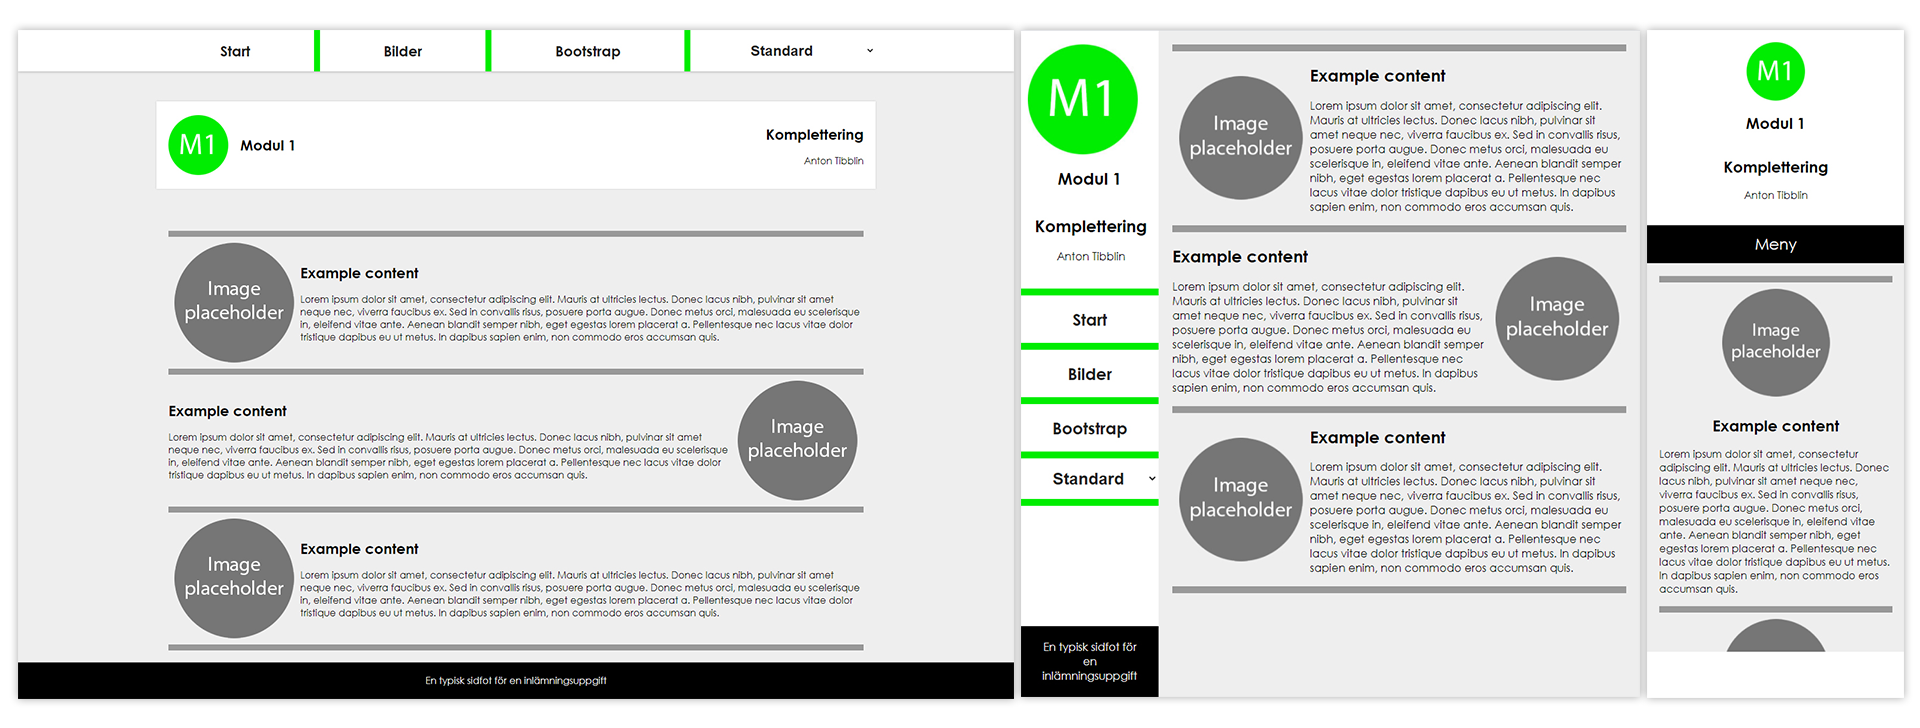 Start
Bilder
Bootstrap
Standard
M1
Modul 1
Komplettering
Anton Tibblin
Image
placeholder
Example content
Lorem ipsum dolor sit amet, consectetur adipiscing elit. Mauris at ultricies lectus. Donec lacus nibh, pulvinar sit amet
neque nec, viverra faucibus ex. Sed in convallis risus, posuere porta augue. Donec metus orci, malesuada eu scelerisque
in, eleifend vitae ante. Aenean blandit semper nibh, eget egestas lorem placerat a. Pellentesque nec lacus vitae dolor
tristique dapibus eu ut metus. In dapibus sapien enim, non commodo eros accumsan quis.
Example content
Lorem ipsum dolor sit amet, consectetur adipiscing elit. Mauris at ultricies lectus. Donec lacus nibh, pulvinar sit amet
neque nec, viverra faucibus ex. Sed in convallis risus, posuere porta augue. Donec metus orci, malesuada eu scelerisque
in, eleifend vitae ante. Aenean blandit semper nibh, eget egestas lorem placerat a. Pellentesque nec lacus vitae dolor
tristique dapibus eu ut metus. In dapibus sapien enim, non commodo eros accumsan quis.
Image
placeholder
Image
placeholder
Example content
Lorem ipsum dolor sit amet, consectetur adipiscing elit. Mauris at ultricies lectus. Donec lacus nibh, pulvinar sit amet
neque nec, viverra faucibus ex. Sed in convallis risus, posuere porta augue. Donec metus orci, malesuada eu scelerisque
in, eleifend vitae ante. Aenean blandit semper nibh, eget egestas lorem placerat a. Pellentesque nec lacus vitae dolor
tristique dapibus eu ut metus. In dapibus sapien enim, non commodo eros accumsan quis.
En typisk sidfot för en inlämningsuppgift
M1
Modul 1
Komplettering
Anton Tibblin
Start
Bilder
Bootstrap
Standard
En typisk sidfot för
en
inlämningsuppgift
Image
placeholder
Example content
Lorem ipsum dolor sit amet, consectetur adipiscing elit.
Mauris at ultricies lectus. Donec lacus nibh, pulvinar sit
amet neque nec, viverra faucibus ex. Sed in convallis risus,
posuere porta augue. Donec metus orci, malesuada eu
scelerisque in, eleifend vitae ante. Aenean blandit semper
nibh, eget egestas lorem placerat a. Pellentesque nec
lacus vitae dolor tristique dapibus eu ut metus. In dapibus
sapien enim, non commodo eros accumsan quis.
Example content
Lorem ipsum dolor sit amet, consectetur adipiscing elit.
Mauris at ultricies lectus. Donec lacus nibh, pulvinar sit
amet neque nec, viverra faucibus ex. Sed in convallis risus,
posuere porta augue. Donec metus orci, malesuada eu
scelerisque in, eleifend vitae ante. Aenean blandit semper
nibh, eget egestas lorem placerat a. Pellentesque nec
lacus vitae dolor tristique dapibus eu ut metus. In dapibus
sapien enim, non commodo eros accumsan quis.
Image
placeholder
Image
placeholder
Example content
Lorem ipsum dolor sit amet, consectetur adipiscing elit.
Mauris at ultricies lectus. Donec lacus nibh, pulvinar sit
amet neque nec, viverra faucibus ex. Sed in convallis risus,
posuere porta augue. Donec metus orci, malesuada eu
scelerisque in, eleifend vitae ante. Aenean blandit semper
nibh, eget egestas lorem placerat a. Pellentesque nec
lacus vitae dolor tristique dapibus eu ut metus. In dapibus
sapien enim, non commodo eros accumsan quis.
M1
Modul 1
Komplettering
Anton Tibblin
Meny
Image
placeholder
Example content
Lorem ipsum dolor sit amet, consectetur
adipiscing elit. Mauris at ultricies lectus. Donec
lacus nibh, pulvinar sit amet neque nec,
viverra faucibus ex. Sed in convallis risus,
posuere porta augue. Donec metus orci,
malesuada eu scelerisque in, eleifend vitae
ante. Aenean blandit semper nibh, eget
egestas lorem placerat a. Pellentesque nec
lacus vitae dolor tristique dapibus eu ut metus.
In dapibus sapien enim, non commodo eros
accumsan quis.